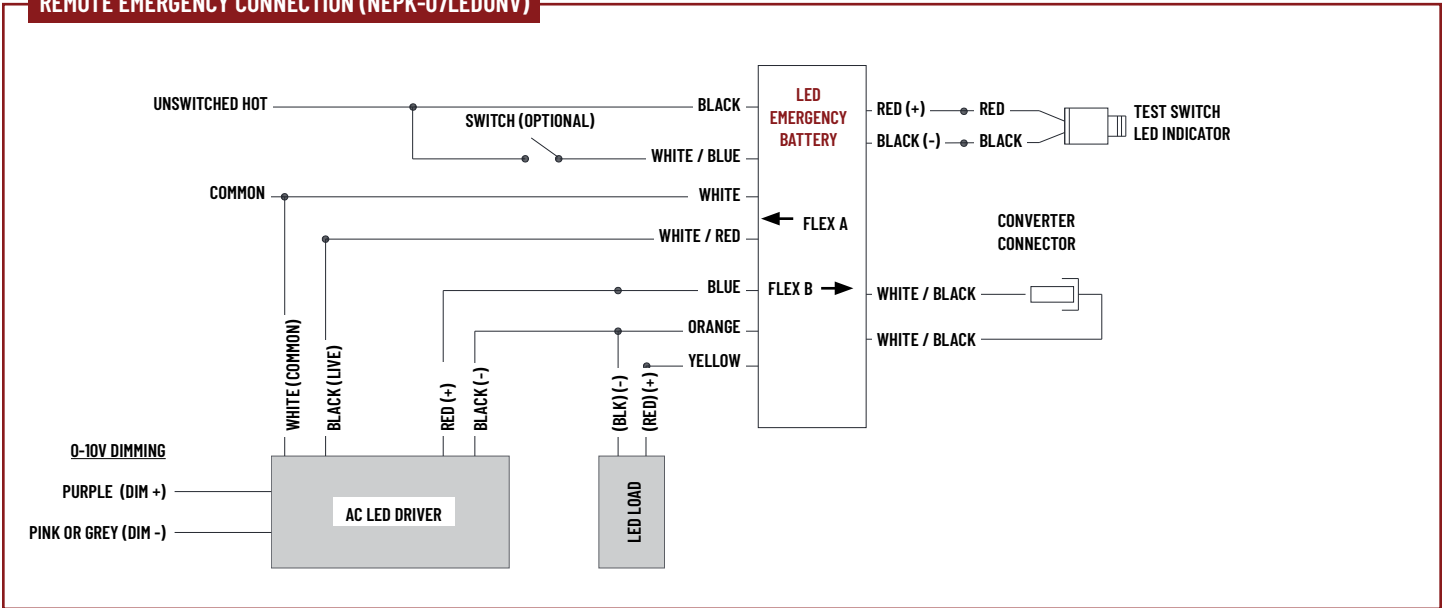 REMOTE EMERGENCY CONNECTION (NEPK-07LEDUNV)
UNSWITCHED HOT
BLACK
SWITCH (OPTIONAL)
WHITE / BLUE
COMMON
WHITE
WHITE / RED
BLUE
ORANGE
YELLOW
LED
EMERGENCY
BATTERY
FLEX A
FLEX B
RED (+)
RED
BLACK (-)
BLACK
TEST SWITCH
LED INDICATOR
CONVERTER
CONNECTOR
WHITE / BLACK
WHITE / BLACK
WHITE (COMMON)
BLACK (LIVE)
RED (+)
BLACK (-)
(BLK) (-)
(RED) (+)
0-10V DIMMING
PURPLE (DIM +)
PINK OR GREY (DIM -)
AC LED DRIVER
LED LOAD